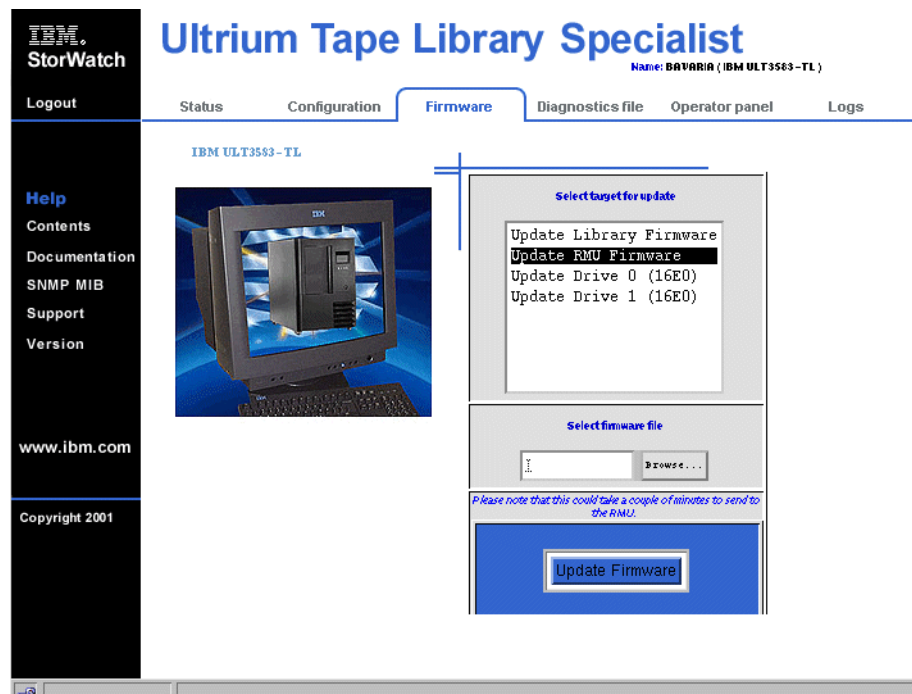 IBM.
StorWatch
Ultrium Tape Library Specialist
Name: BAVARIA ( IBM ULT3583-TL )
Logout
Status Configuration Firmware Diagnostics file Operator panel Logs
IBM ULT3583-TL
Help
Contents
Documentation
SNMP MIB
Support
Version
www.ibm.com
Copyright 2001
IBM
Select target for update
Update Library Firmware
Update RMU Firmware
Update Drive 0 (16E0)
Update Drive 1 (16E0)
Select firmware file
Browse...
Please note that this could take a couple of minutes to send to
the RMU.
Update Firmware